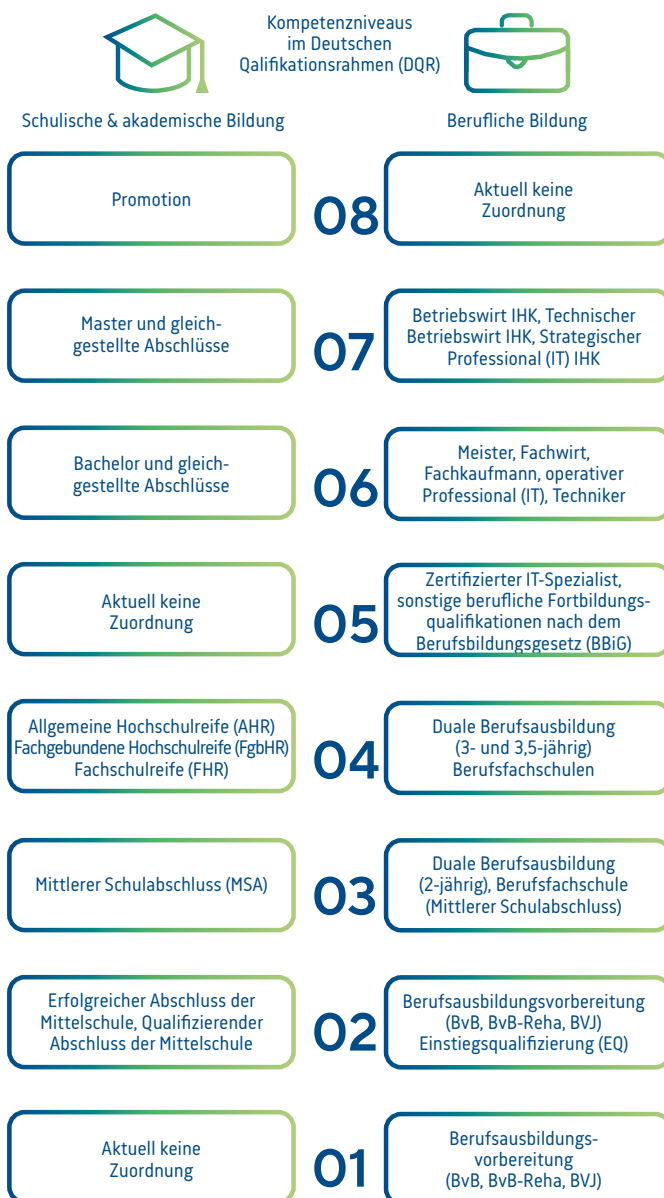 Kompetenzniveaus
im Deutschen
Qalifikationsrahmen (DQR)
Schulische & akademische Bildung
Berufliche Bildung
Promotion
08
Aktuell keine
Zuordnung
Master und gleich-
gestellte Abschlüsse
07
Betriebswirt IHK, Technischer
Betriebswirt IHK, Strategischer
Professional (IT) IHK
Bachelor und gleich-
gestellte Abschlüsse
06
Meister, Fachwirt,
Fachkaufmann, operativer
Professional (IT), Techniker
Aktuell keine
Zuordnung
05
Zertifizierter IT-Spezialist,
sonstige berufliche Fortbildungs-
qualifikationen nach dem
Berufsbildungsgesetz (BBiG)
Allgemeine Hochschulreife (AHR)
Fachgebundene Hochschulreife (FgbHR)
Fachschulreife (FHR)
04
Duale Berufsausbildung
(3- und 3,5-jährig)
Berufsfachschulen
Mittlerer Schulabschluss (MSA)
03
Duale Berufsausbildung
(2-jährig), Berufsfachschule
(Mittlerer Schulabschluss)
Erfolgreicher Abschluss der
Mittelschule, Qualifizierender
Abschluss der Mittelschule
02
Berufsausbildungsvorbereitung
(BvB, BvB-Reha, BVJ)
Einstiegsqualifizierung (EQ)
Aktuell keine
Zuordnung
01
Berufsausbildungs-
vorbereitung
(BvB, BvB-Reha, BVJ)